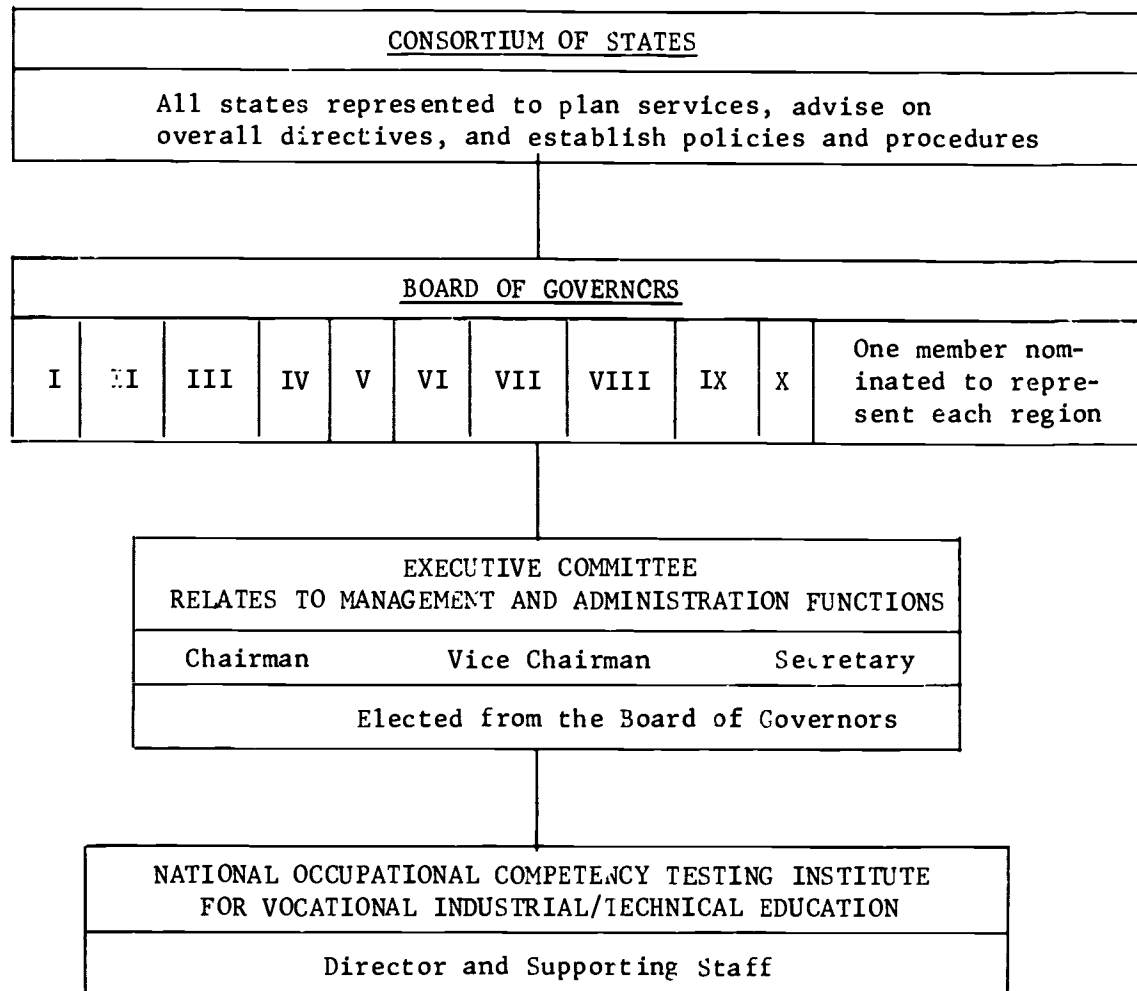 CONSORTIUM OF STATES
All states represented to plan services, advise on
overall directives, and establish policies and procedures
BOARD OF GOVERNORS
I II III IV V VI VII VIII IX X
One member nom-
inated to repre-
sent each region
EXECUTIVE COMMITTEE
RELATES TO MANAGEMENT AND ADMINISTRATION FUNCTIONS
Chairman Vice Chairman Secretary
Elected from the Board of Governors
NATIONAL OCCUPATIONAL COMPETENCY TESTING INSTITUTE
FOR VOCATIONAL INDUSTRIAL/TECHNICAL EDUCATION
Director and Supporting Staff